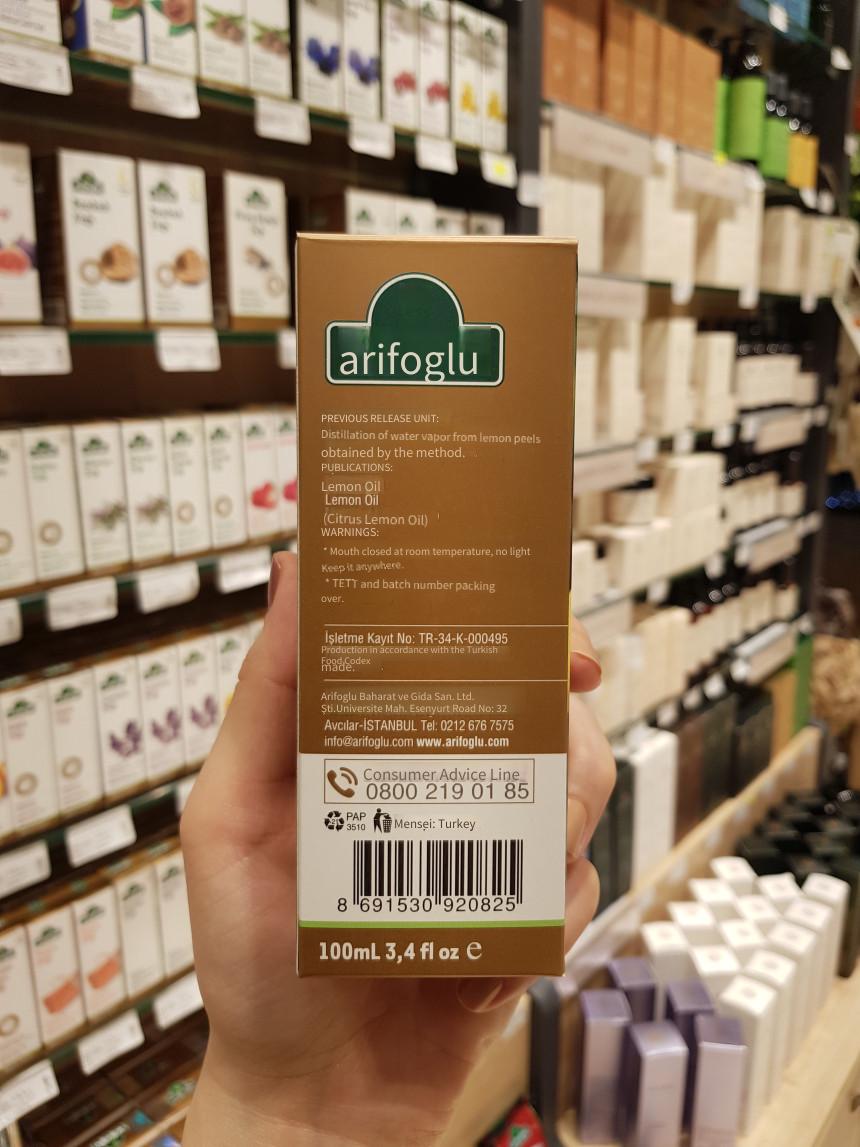 arifoglu
PREVIOUS RELEASE UNIT:
Distillation of water vapor from lemon peels
obtained by the method.
PUBLICATIONS:
Lemon Oil
Lemon Oil
(Citrus Lemon Oil)
WARNINGS:
* Mouth closed at room temperature, no light
Keep it anywhere.
* TETT and batch number packing
over.
İşletme Kayıt No: TR-34-K-000495
Production in accordance with the Turkish
Food Codex
made.
Arifoglu Baharat ve Gida San. Ltd.
Şti.Universite Mah. Esenyurt Road No: 32
Avcılar-İSTANBUL Tel: 0212 676 7575
info@arifoglu.com www.arifoglu.com
Consumer Advice Line
0800 219 01 85
PAP
3510
Menşei: Turkey
8 691530 920825
100mL 3,4 fl oz e